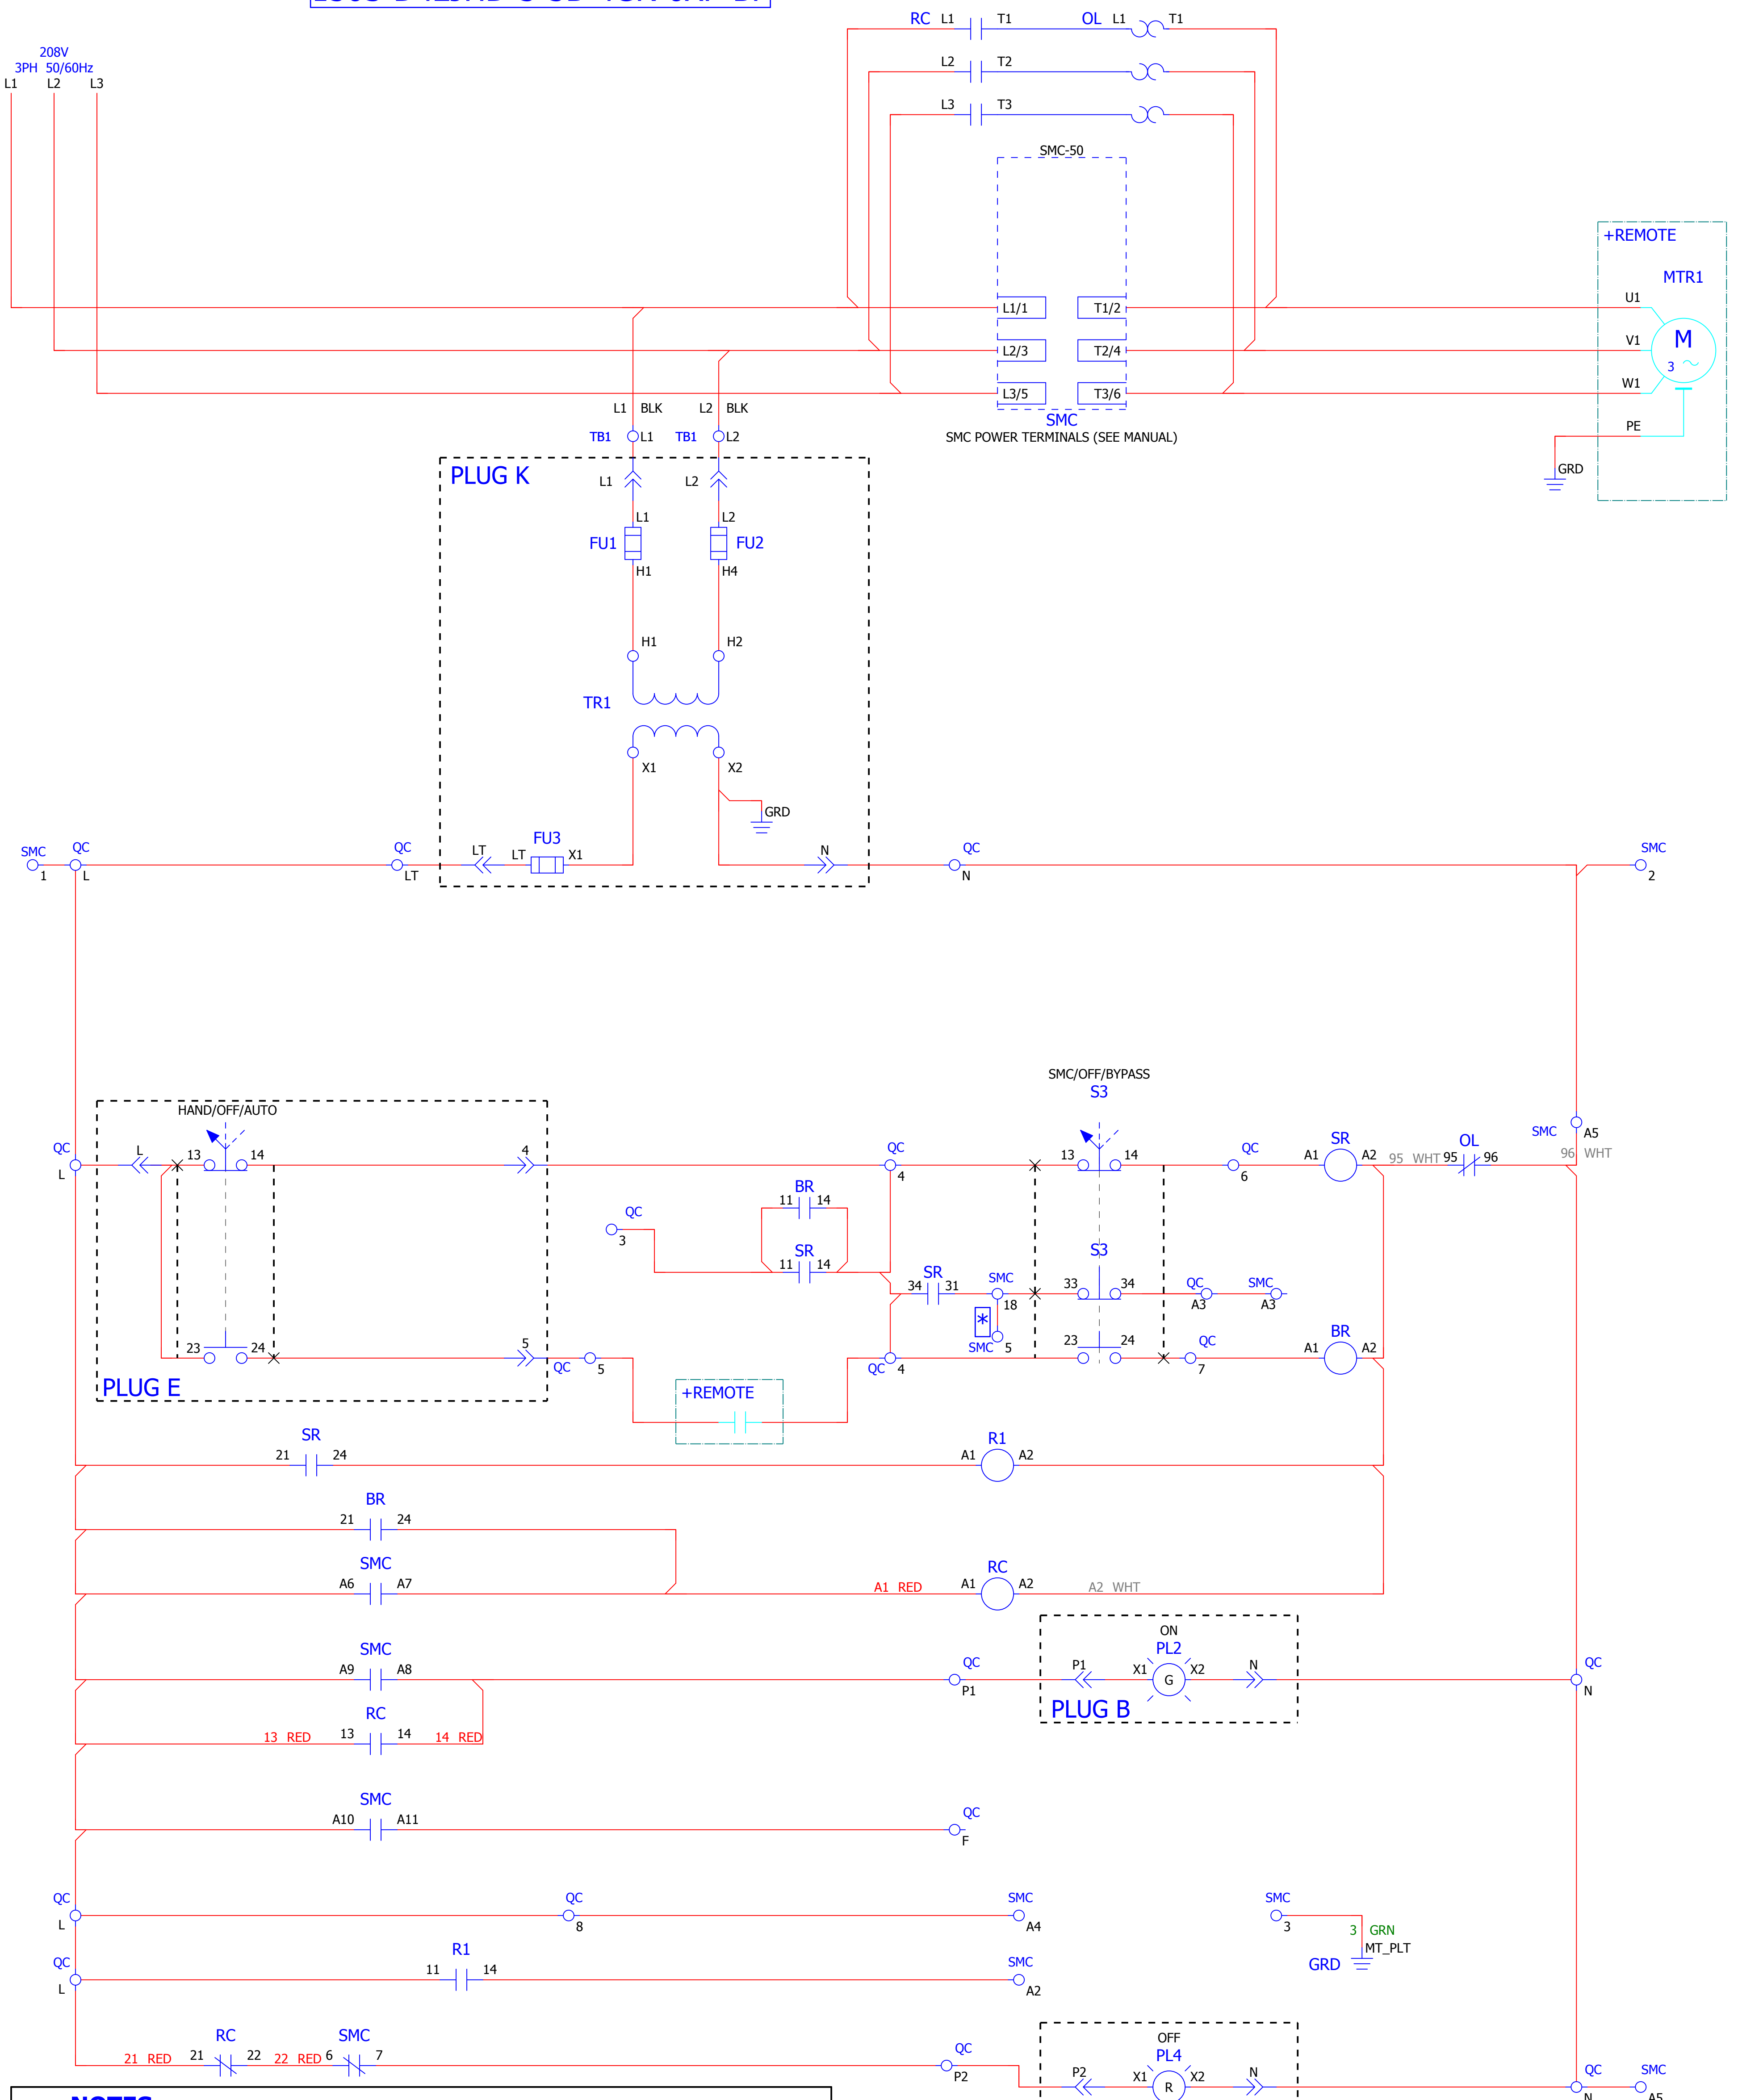 208V
3PH 50/60Hz
L1 L2 L3
RC L1 T1 OL L1 T1
L2 T2
L3 T3
SMC-50
+REMOTE
MTR1
L1/1 T1/2 U1
L2/3 T2/4 V1
M
3
L3/5 T3/6 W1
SMC
SMC POWER TERMINALS (SEE MANUAL)
PE
GRD
L1 BLK L2 BLK
TB1 L1 TB1 L2
PLUG K
L1 L2
L1 L2
FU1 FU2
H1 H4
H1 H2
TR1
X1 X2
GRD
SMC QC QC LT LT FU3 X1 N QC SMC
1 L LT N 2
SMC/OFF/BYPASS
S3
HAND/OFF/AUTO
SMC A5
QC L 13 14 4 QC 13 14 QC SR OL
L 4 6 A1 A2 95 WHT 95 96 96 WHT
BR
11 14
QC
3
SR
11 14
S3
SR SMC
34 31 18 33 34 QC SMC
A3 A3
*
SMC 5
23 24 5 QC 5 QC 4 23 24 QC 7 BR A1 A2
PLUG E
+REMOTE
SR R1
21 24 A1 A2
BR
21 24
SMC RC
A6 A7 A1 RED A1 A2 A2 WHT
ON
SMC PL2
A9 A8 QC P1 P1 X1 G X2 N QC N
PLUG B
RC
13 RED 13 14 14 RED
SMC
A10 A11 QC F
QC QC SMC SMC
L 8 A4 3
3 GRN
MT_PLT
GRD
QC R1 SMC
L 11 14 A2
OFF
RC SMC PL4
21 RED 21 22 22 RED 6 7 QC P2 P2 X1 R X2 N QC SMC